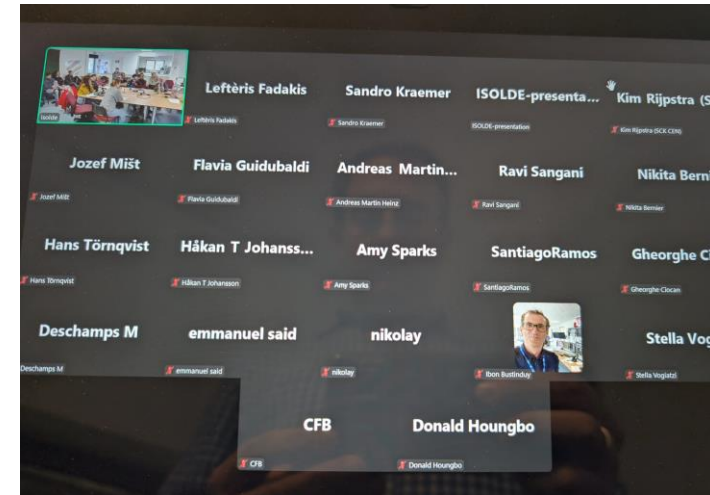 Isolde
Leftèris Fadakis
Leftèris Fadakis
Sandro Kraemer
Sandro Kraemer
ISOLDE-presenta...
ISOLDE-presentation
Kim Rijpstra (S
Kim Rijpstra (SCK CEN)
Jozef Mišt
Jozef Mišt
Flavia Guidubaldi
Flavia Guidubaldi
Andreas Martin...
Andreas Martin Heinz
Ravi Sangani
Ravi Sangani
Nikita Berni
Nikita Bernier
Hans Törnqvist
Hans Törnqvist
Håkan T Johanss...
Håkan T Johansson
Amy Sparks
Amy Sparks
SantiagoRamos
SantiagoRamos
Gheorghe C
Gheorghe Ciocan
Deschamps M
Deschamps M
emmanuel said
emmanuel said
nikolay
nikolay
Ibon Bustinduy
Stella Vog
Stella Vogiatzi
CFB
CFB
Donald Houngbo
Donald Houngbo